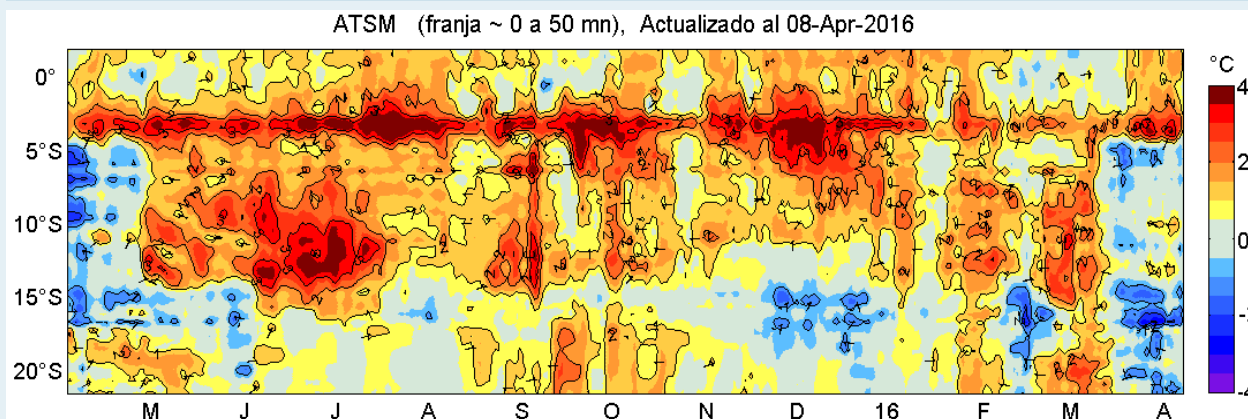 ATSM (franja ~ 0 a 50 mn), Actualizado al 08-Apr-2016
°C
0°
5°S
10°S
15°S
20°S
4
2
0
M J J A S O N D 16 F M A